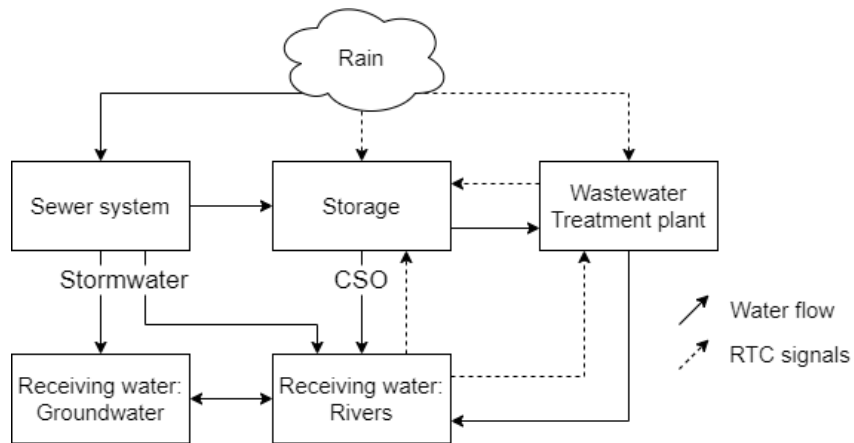 Rain
Sewer system
Storage
Wastewater
Treatment plant
Stormwater
CSO
Water flow
RTC signals
Receiving water:
Groundwater
Receiving water:
Rivers